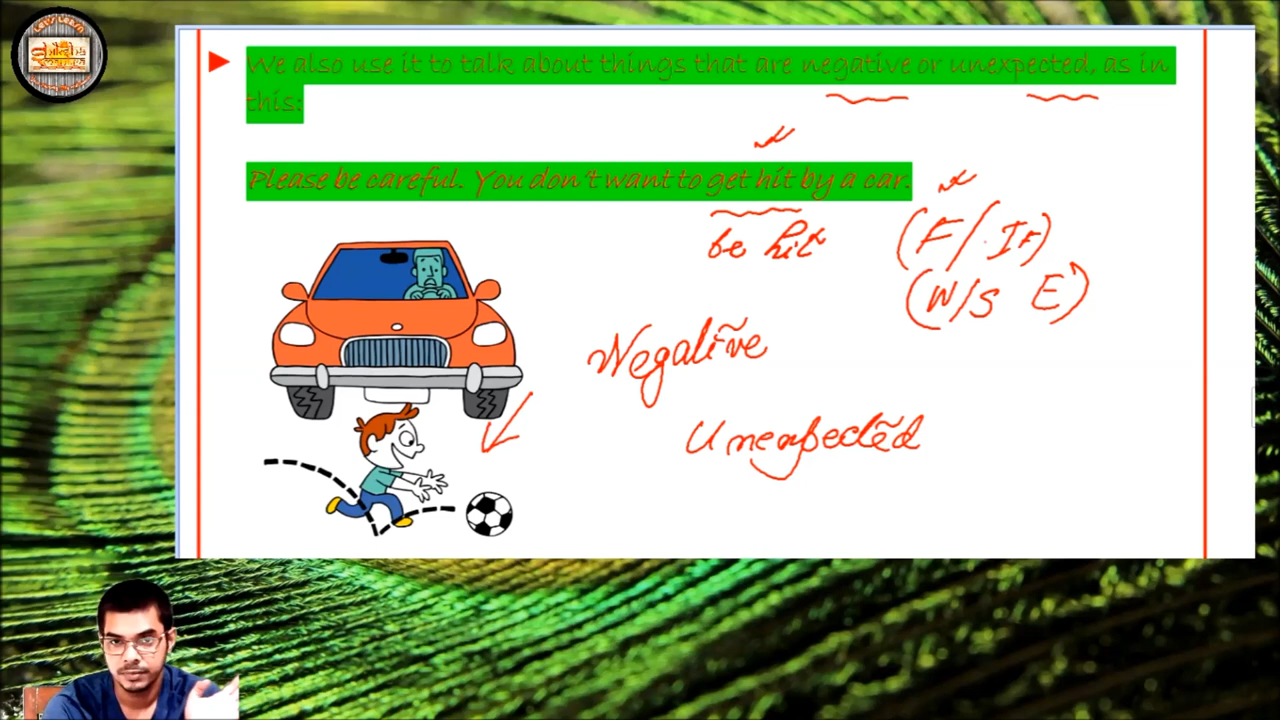 We also use it to talk about things that are negative or unexpected, as in
this:
Please be careful. You don't want to get hit by a car.
be hit
(F/IF)
(W/S E)
Negative
Unexpected